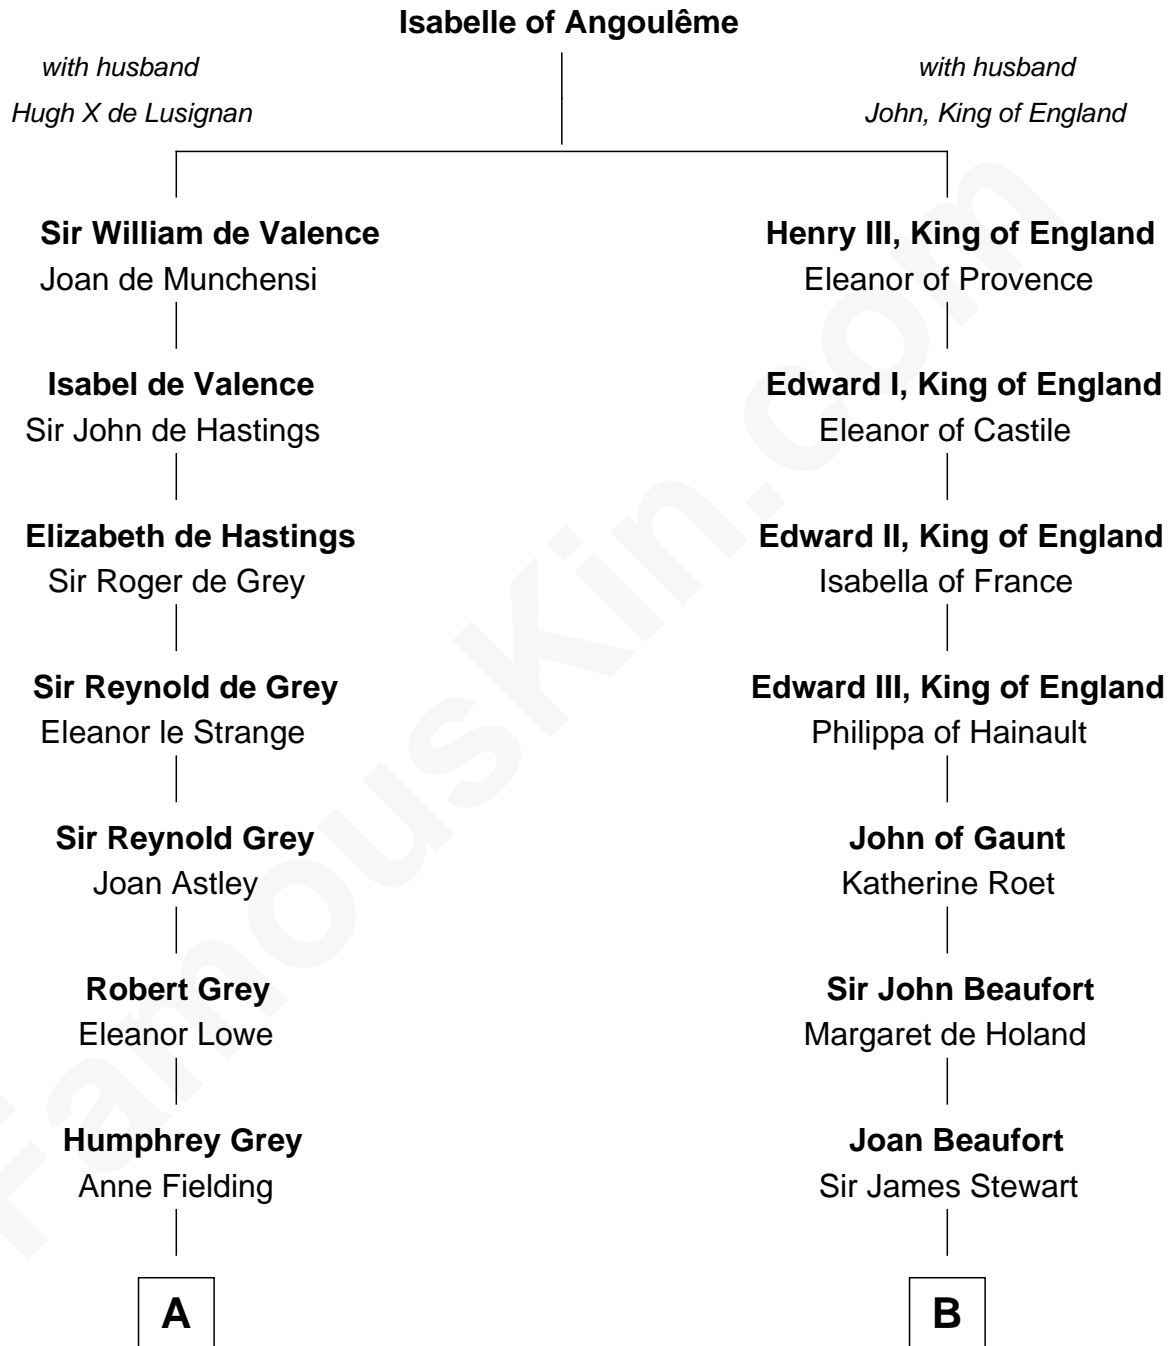 Isabelle of Angoulême
with husband
Hugh X de Lusignan
with husband
John, King of England
Sir William de Valence
Joan de Munchensi
Henry III, King of England
Eleanor of Provence
Isabel de Valence
Sir John de Hastings
Edward I, King of England
Eleanor of Castile
Elizabeth de Hastings
Sir Roger de Grey
Edward II, King of England
Isabella of France
Sir Reynold de Grey
Eleanor le Strange
Edward III, King of England
Philippa of Hainault
Sir Reynold Grey
Joan Astley
John of Gaunt
Katherine Roet
Robert Grey
Eleanor Lowe
Sir John Beaufort
Margaret de Holand
Humphrey Grey
Anne Fielding
Joan Beaufort
Sir James Stewart
A
B
FamousKin.com